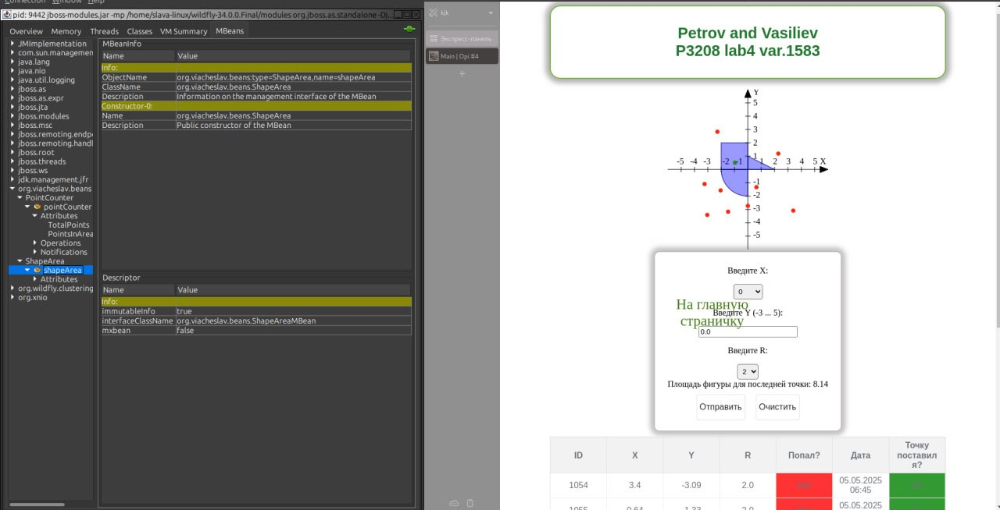 Connection Window Help
pid: 9442 jboss-modules.jar -mp /home/slava-linux/wildfly-34.0.0.Final/modules org.jboss.as.standalone -Dj...
Overview Memory Threads Classes VM Summary MBeans
JMImplementation
com.sun.managemen
java.lang
java.nio
java.util.logging
jboss.as
jboss.as.expr
jboss.jta
jboss.modules
jboss.msc
jboss.remoting.endp
jboss.remoting.handl
jboss.root
jboss.threads
jboss.ws
jdk.management.jfr
org.viacheslav.beans
PointCounter
pointCounter
Attributes
TotalPoints
PointsInArea
Operations
Notifications
ShapeArea
shapeArea
Attributes
org.wildfly.clustering
org.xnio
MBeanInfo
Name Value
Info:
ObjectName org.viacheslav.beans:type=ShapeArea,name=shapeArea
ClassName org.viacheslav.beans.ShapeArea
Description Information on the management interface of the MBean
Constructor-0:
Name org.viacheslav.beans.ShapeArea
Description Public constructor of the MBean
Descriptor
Name Value
Info:
immutableInfo true
interfaceClassName org.viacheslav.beans.ShapeAreaMBean
mxbean false
kjk
Экспресс-панель
Main | Opi #4
Petrov and Vasiliev
P3208 lab4 var.1583
Y
5
4
3
2
1
-5 -4 -3 -2 -1 1 2 3 4 5 X
-1
-2
-3
-4
-5
Введите X:
0
На главную
страничку
Введите Y (-3 ... 5):
0.0
Введите R:
2
Площадь фигуры для последней точки: 8.14
Отправить Очистить
ID X Y R Попал? Дата Точку
поставил
я?
1054 3.4 -3.09 2.0 05.05.2025
06:45
1055 0.64 -1.33 2.0 05.05.2025